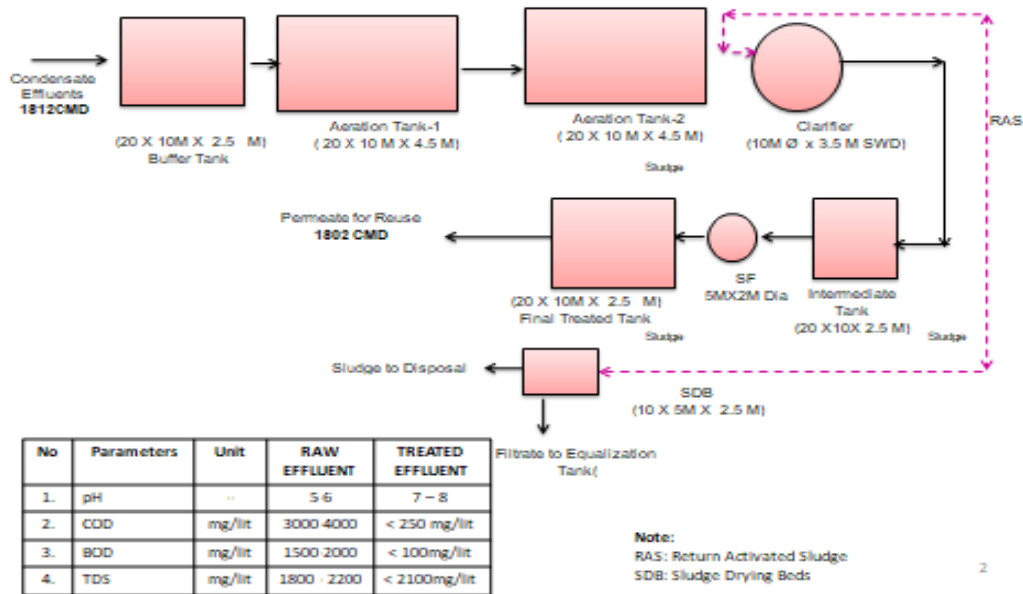 Condensate
Effluents
1812CMD
(20 X 10M X 2.5 M)
Buffer Tank
Aeration Tank-1
( 20 X 10 M X 4.5 M)
Aeration Tank-2
( 20 X 10 M X 4.5 M)
Sludge
Clarifier
(10M Ø x 3.5 M SWD)
RAS
Permeate for Reuse
1802 CMD
(20 X 10M X 2.5 M)
Final Treated Tank
Sludge
SF
5MX2M Dia
Intermediate
Tank
(20 X10X 2.5 M)
Sludge
Sludge to Disposal
SDB
(10 X 5M X 2.5 M)
Filtrate to Equalization
Tank(
No Parameters Unit RAW EFFLUENT TREATED EFFLUENT
1. pH -- 5-6 7 – 8
2. COD mg/lit 3000-4000 < 250 mg/lit
3. BOD mg/lit 1500-2000 < 100mg/lit
4. TDS mg/lit 1800 - 2200 < 2100mg/lit
Note:
RAS: Return Activated Sludge
SDB: Sludge Drying Beds
2